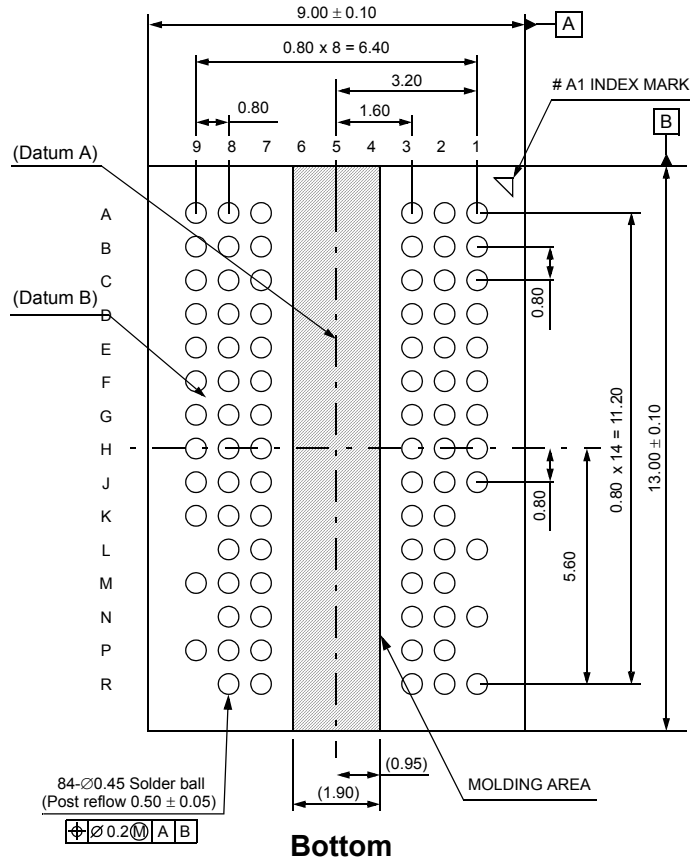 9.00 ± 0.10
A
0.80 x 8 = 6.40
3.20
# A1 INDEX MARK
0.80
1.60
B
9 8 7 6 5 4 3 2 1
(Datum A)
A
B
C
0.80
(Datum B)
D
E
F
G
H
0.80 x 14 = 11.20
13.00 ± 0.10
J
0.80
K
5.60
L
M
N
P
R
84-∅0.45 Solder ball
(Post reflow 0.50 ± 0.05)
⌖ ∅ 0.2Ⓜ A B
(0.95)
(1.90)
MOLDING AREA
Bottom